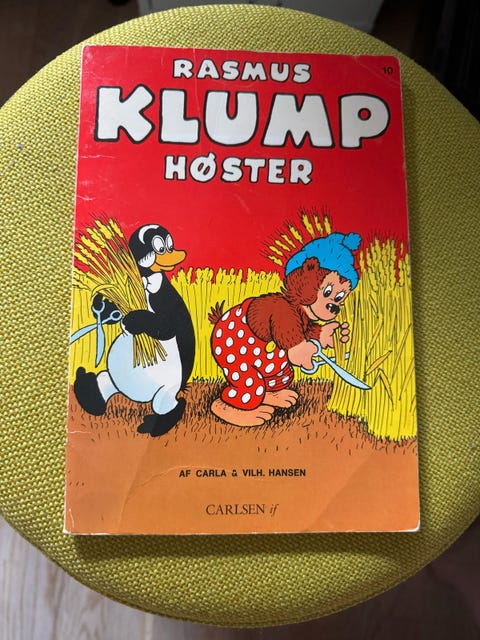 10
RASMUS
KLUMP
HØSTER
AF CARLA & VILH. HANSEN
CARLSEN if